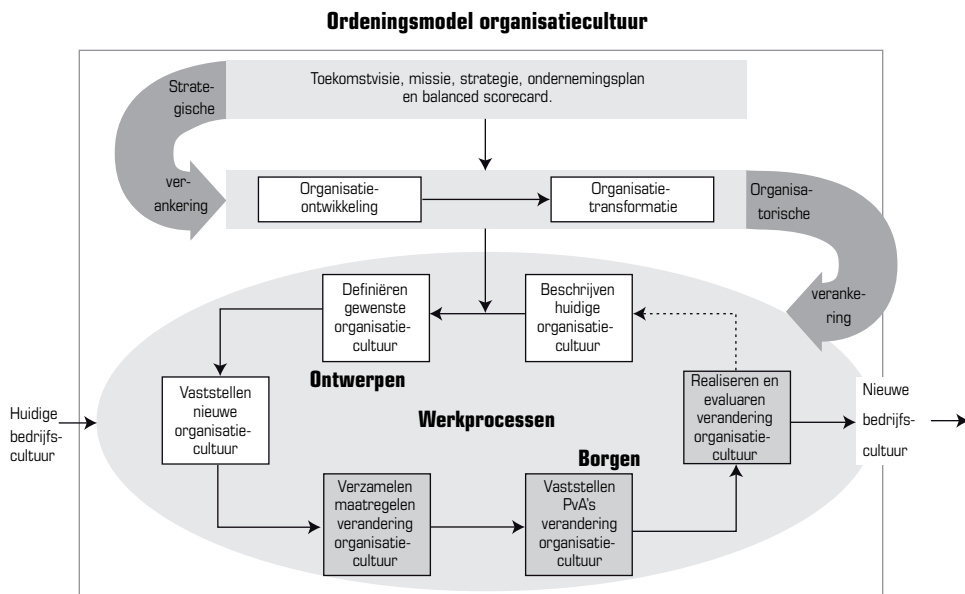 Ordeningsmodel organisatiecultuur
Toekomstvisie, missie, strategie, ondernemingsplan
en balanced scorecard.
Strate-
gische
ver-
ankering
Organisatie-
ontwikkeling
Organisatie-
transformatie
Organisa-
torische
veranke-
ring
Definiëren
gewenste
organisatie-
cultuur
Beschrijven
huidige
organisatie-
cultuur
Ontwerpen
Vaststellen
nieuwe
organisatie-
cultuur
Werkprocessen
Realiseren en
evaluaren
verandering
organisatie-
cultuur
Huidige
bedrijfs-
cultuur
Nieuwe
bedrijfs-
cultuur
Borgen
Verzamelen
maatregelen
verandering
organisatie-
cultuur
Vaststellen
PvA's
verandering
organisatie-
cultuur